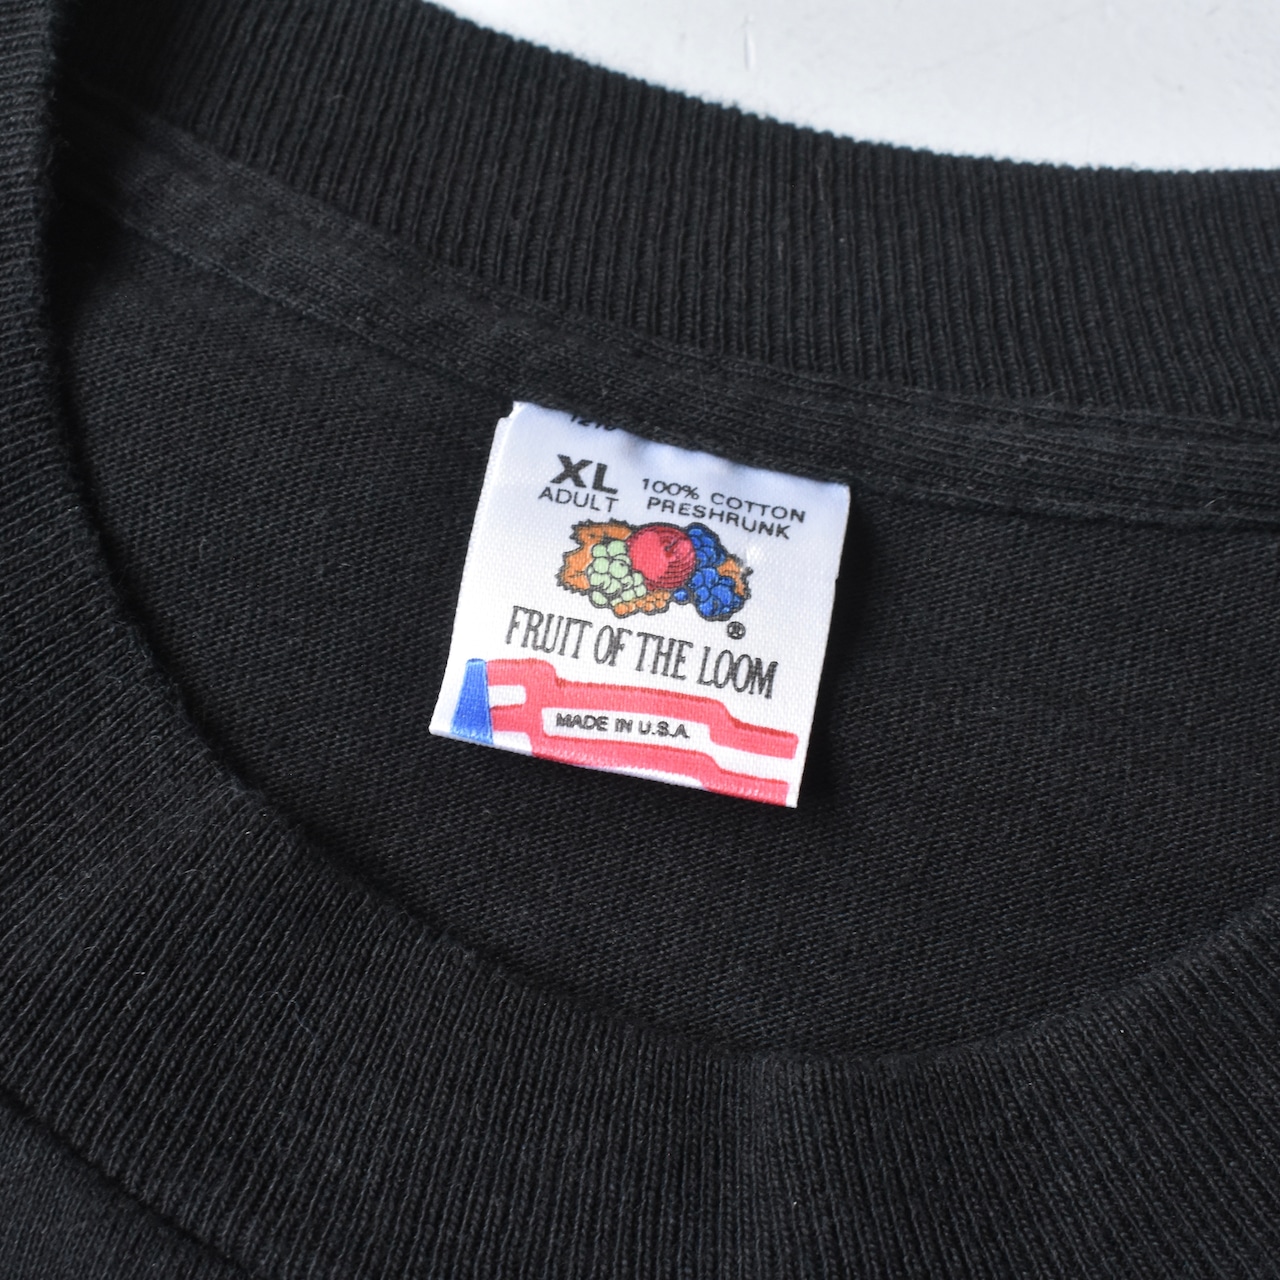 XL 100% COTTON
ADULT PRESHRUNK
®
FRUIT OF THE LOOM
MADE IN U.S.A.